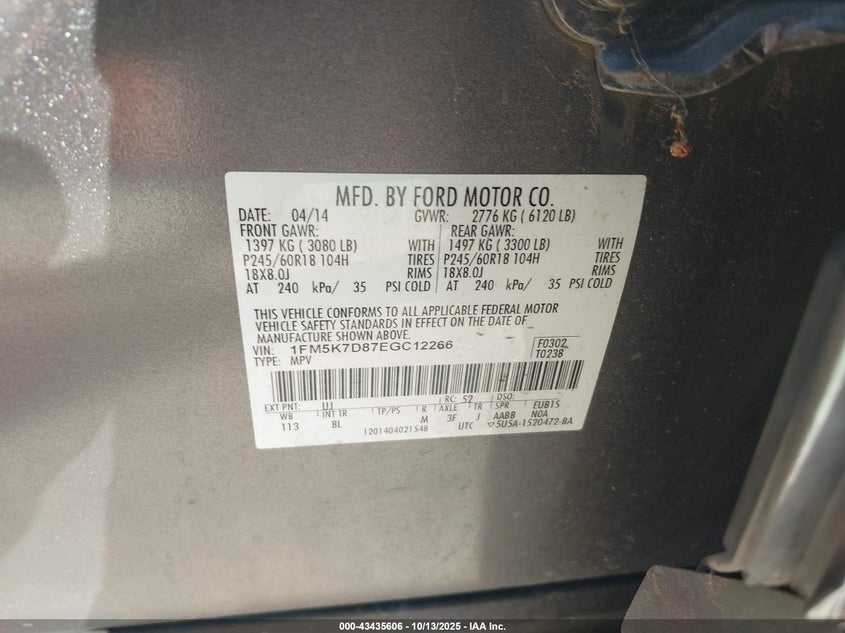 MFD. BY FORD MOTOR CO.
DATE: 04/14 GVWR: 2776 KG ( 6120 LB)
FRONT GAWR: REAR GAWR:
1397 KG ( 3080 LB) WITH 1497 KG ( 3300 LB) WITH
P245/60R18 104H TIRES P245/60R18 104H TIRES
18X8.0J RIMS 18X8.0J RIMS
AT 240 kPa/ 35 PSI COLD AT 240 kPa/ 35 PSI COLD
THIS VEHICLE CONFORMS TO ALL APPLICABLE FEDERAL MOTOR
VEHICLE SAFETY STANDARDS IN EFFECT ON THE DATE OF
MANUFACTURE SHOWN ABOVE.
VIN: 1FM5K7D87EGC12266 F0302
TYPE: MPV T0238
RC: 52 DSO:
EXT PNT: UJ
WB INT TR TP/PS R AXLE TR SPR EUB15
113 8L M 3F J AABB NOA
1201404021548 UTC ▽5U5A-1520472-BA
000-43435606 | 10/13/2025 | IAA Inc.